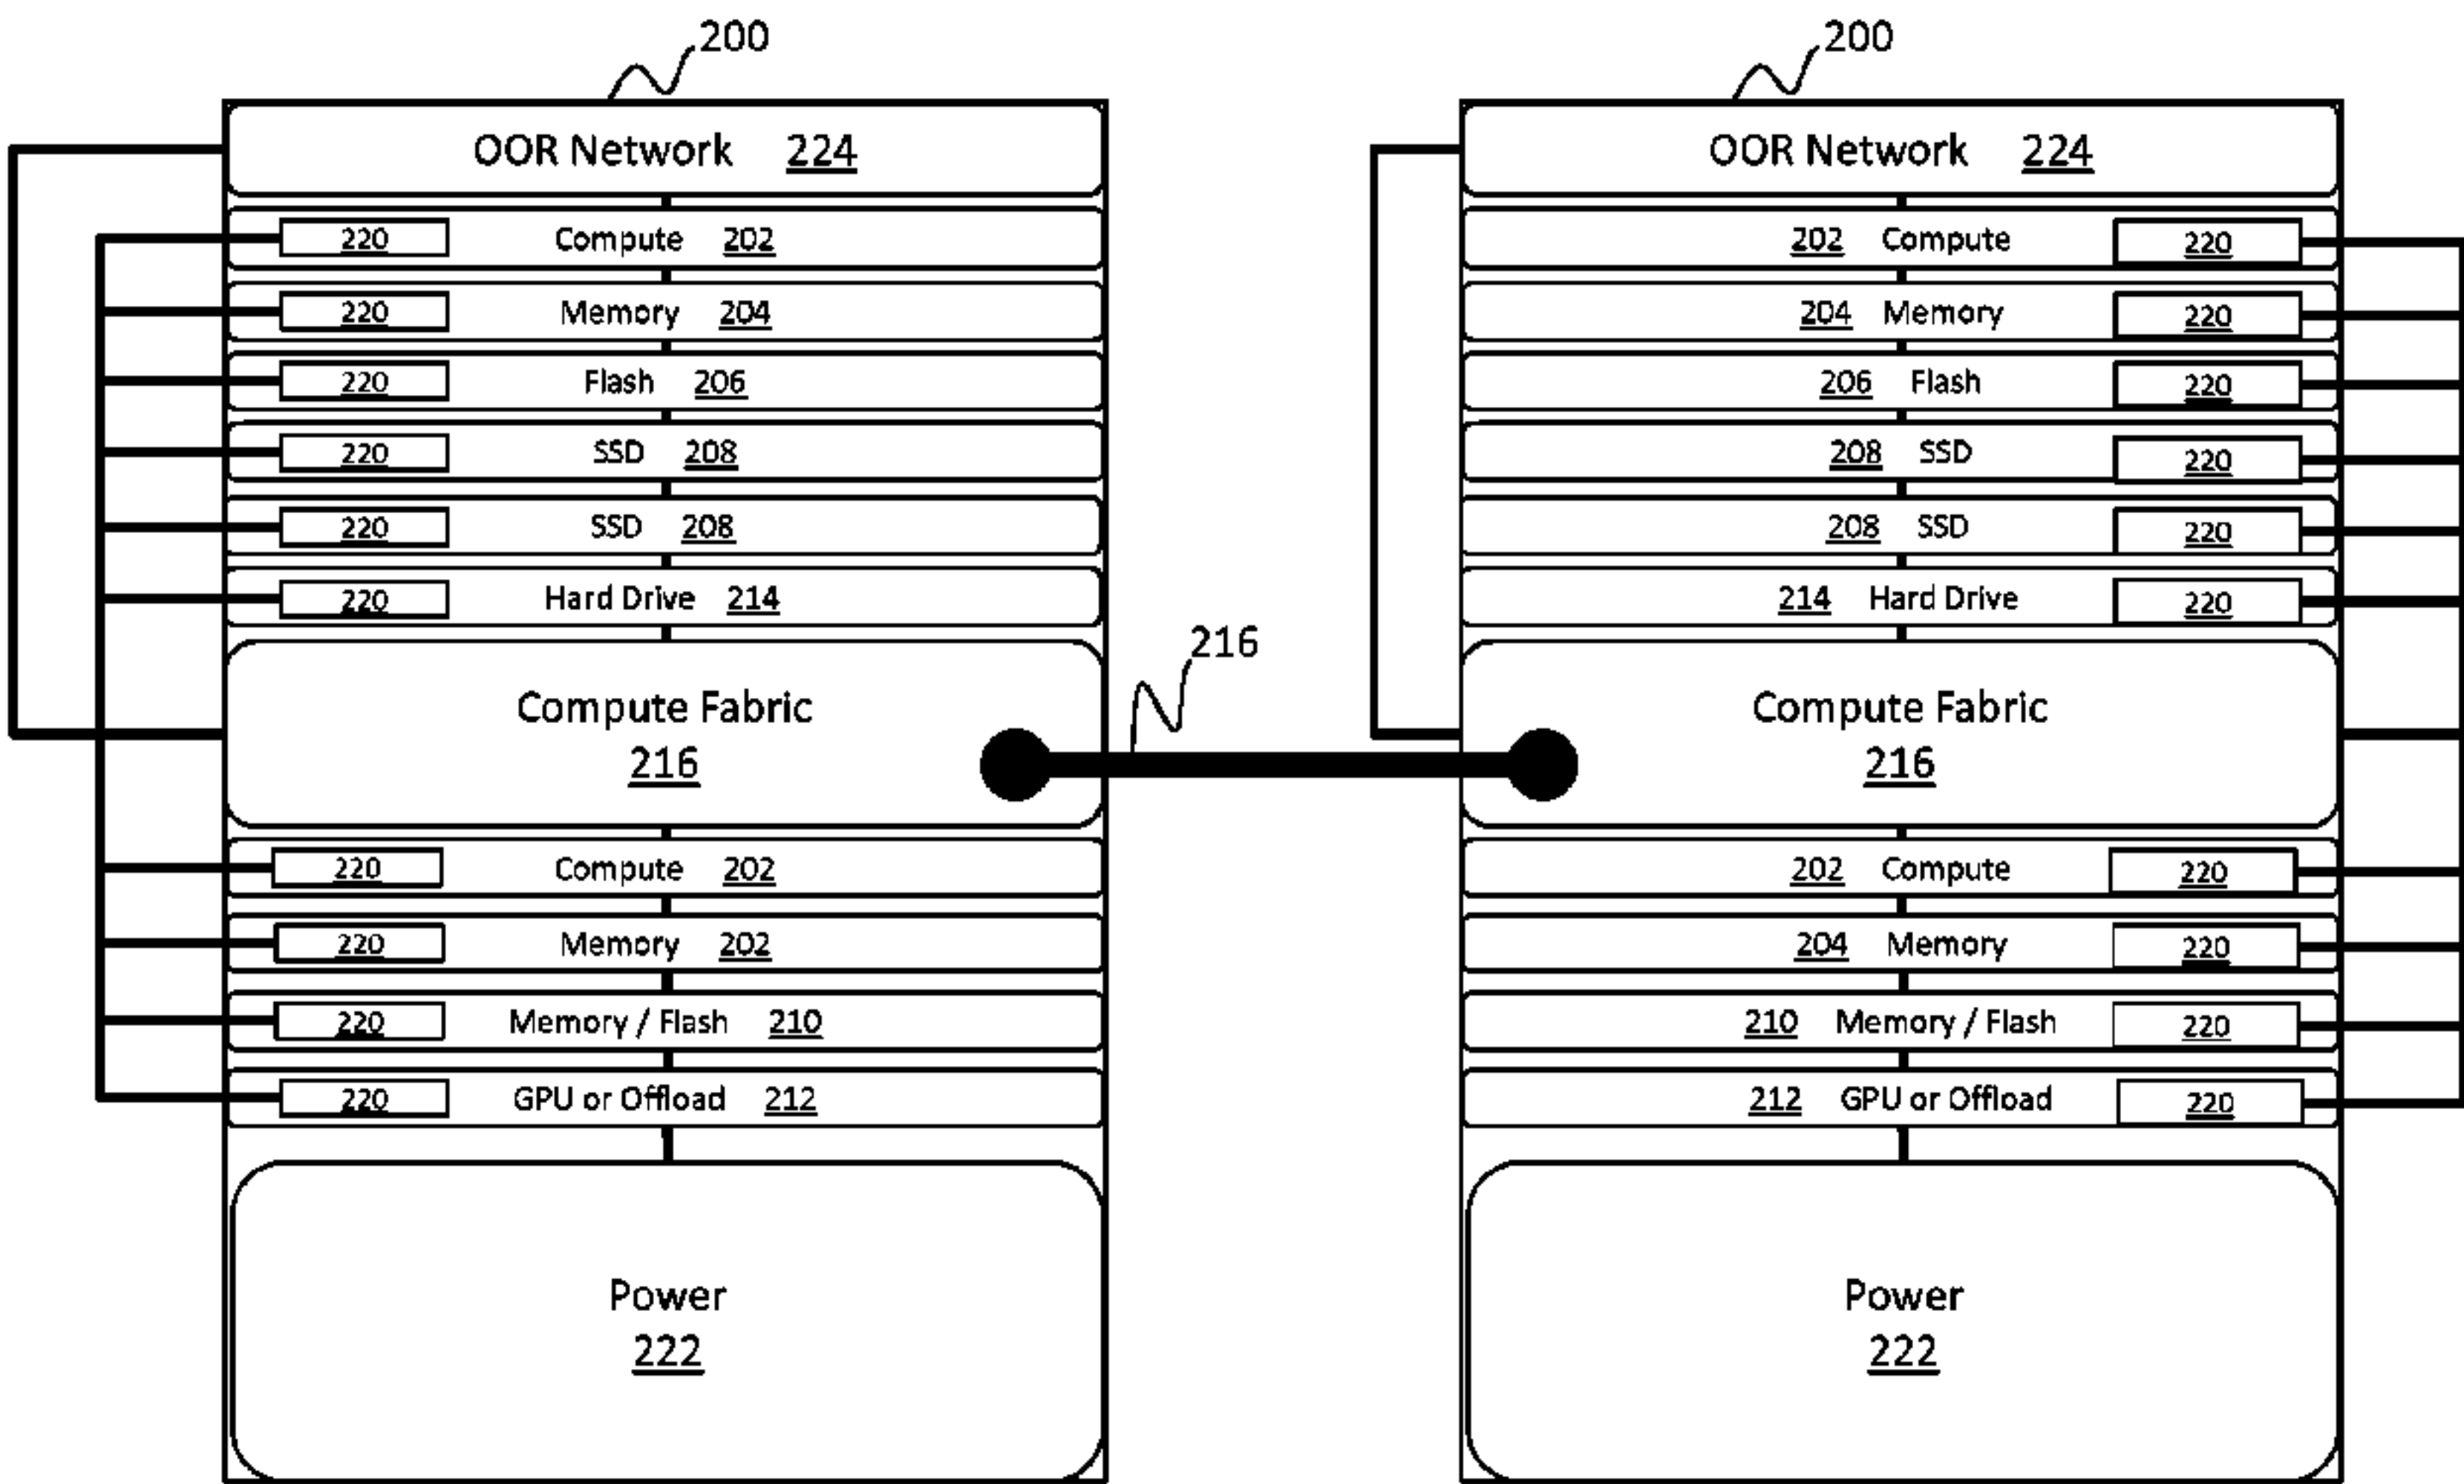 200
OOR Network 224
220 Compute 202
220 Memory 204
220 Flash 206
220 SSD 208
220 SSD 208
220 Hard Drive 214
Compute Fabric
216
220 Compute 202
220 Memory 202
220 Memory / Flash 210
220 GPU or Offload 212
Power
222
216
200
OOR Network 224
202 Compute 220
204 Memory 220
206 Flash 220
208 SSD 220
208 SSD 220
214 Hard Drive 220
Compute Fabric
216
202 Compute 220
204 Memory 220
210 Memory / Flash 220
212 GPU or Offload 220
Power
222